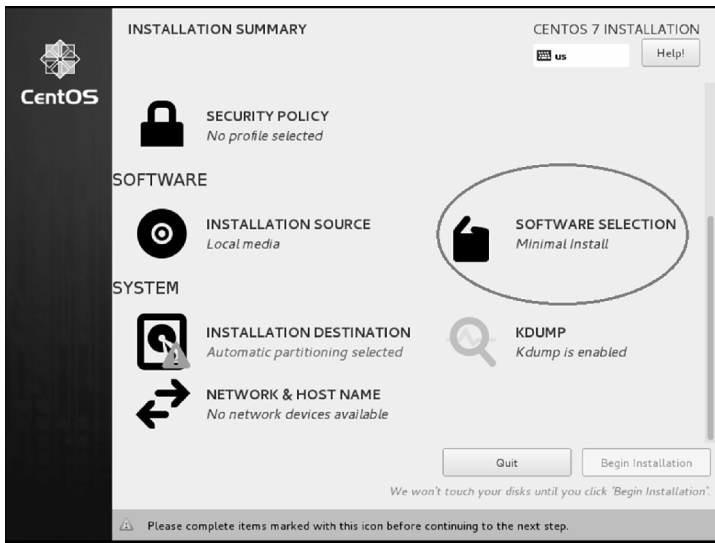 INSTALLATION SUMMARY
CENTOS 7 INSTALLATION
us
Help!
CentOS
SECURITY POLICY
No profile selected
SOFTWARE
INSTALLATION SOURCE
Local media
SOFTWARE SELECTION
Minimal Install
SYSTEM
INSTALLATION DESTINATION
Automatic partitioning selected
KDUMP
Kdump is enabled
NETWORK & HOST NAME
No network devices available
Quit
Begin Installation
We won't touch your disks until you click 'Begin Installation'.
Please complete items marked with this icon before continuing to the next step.